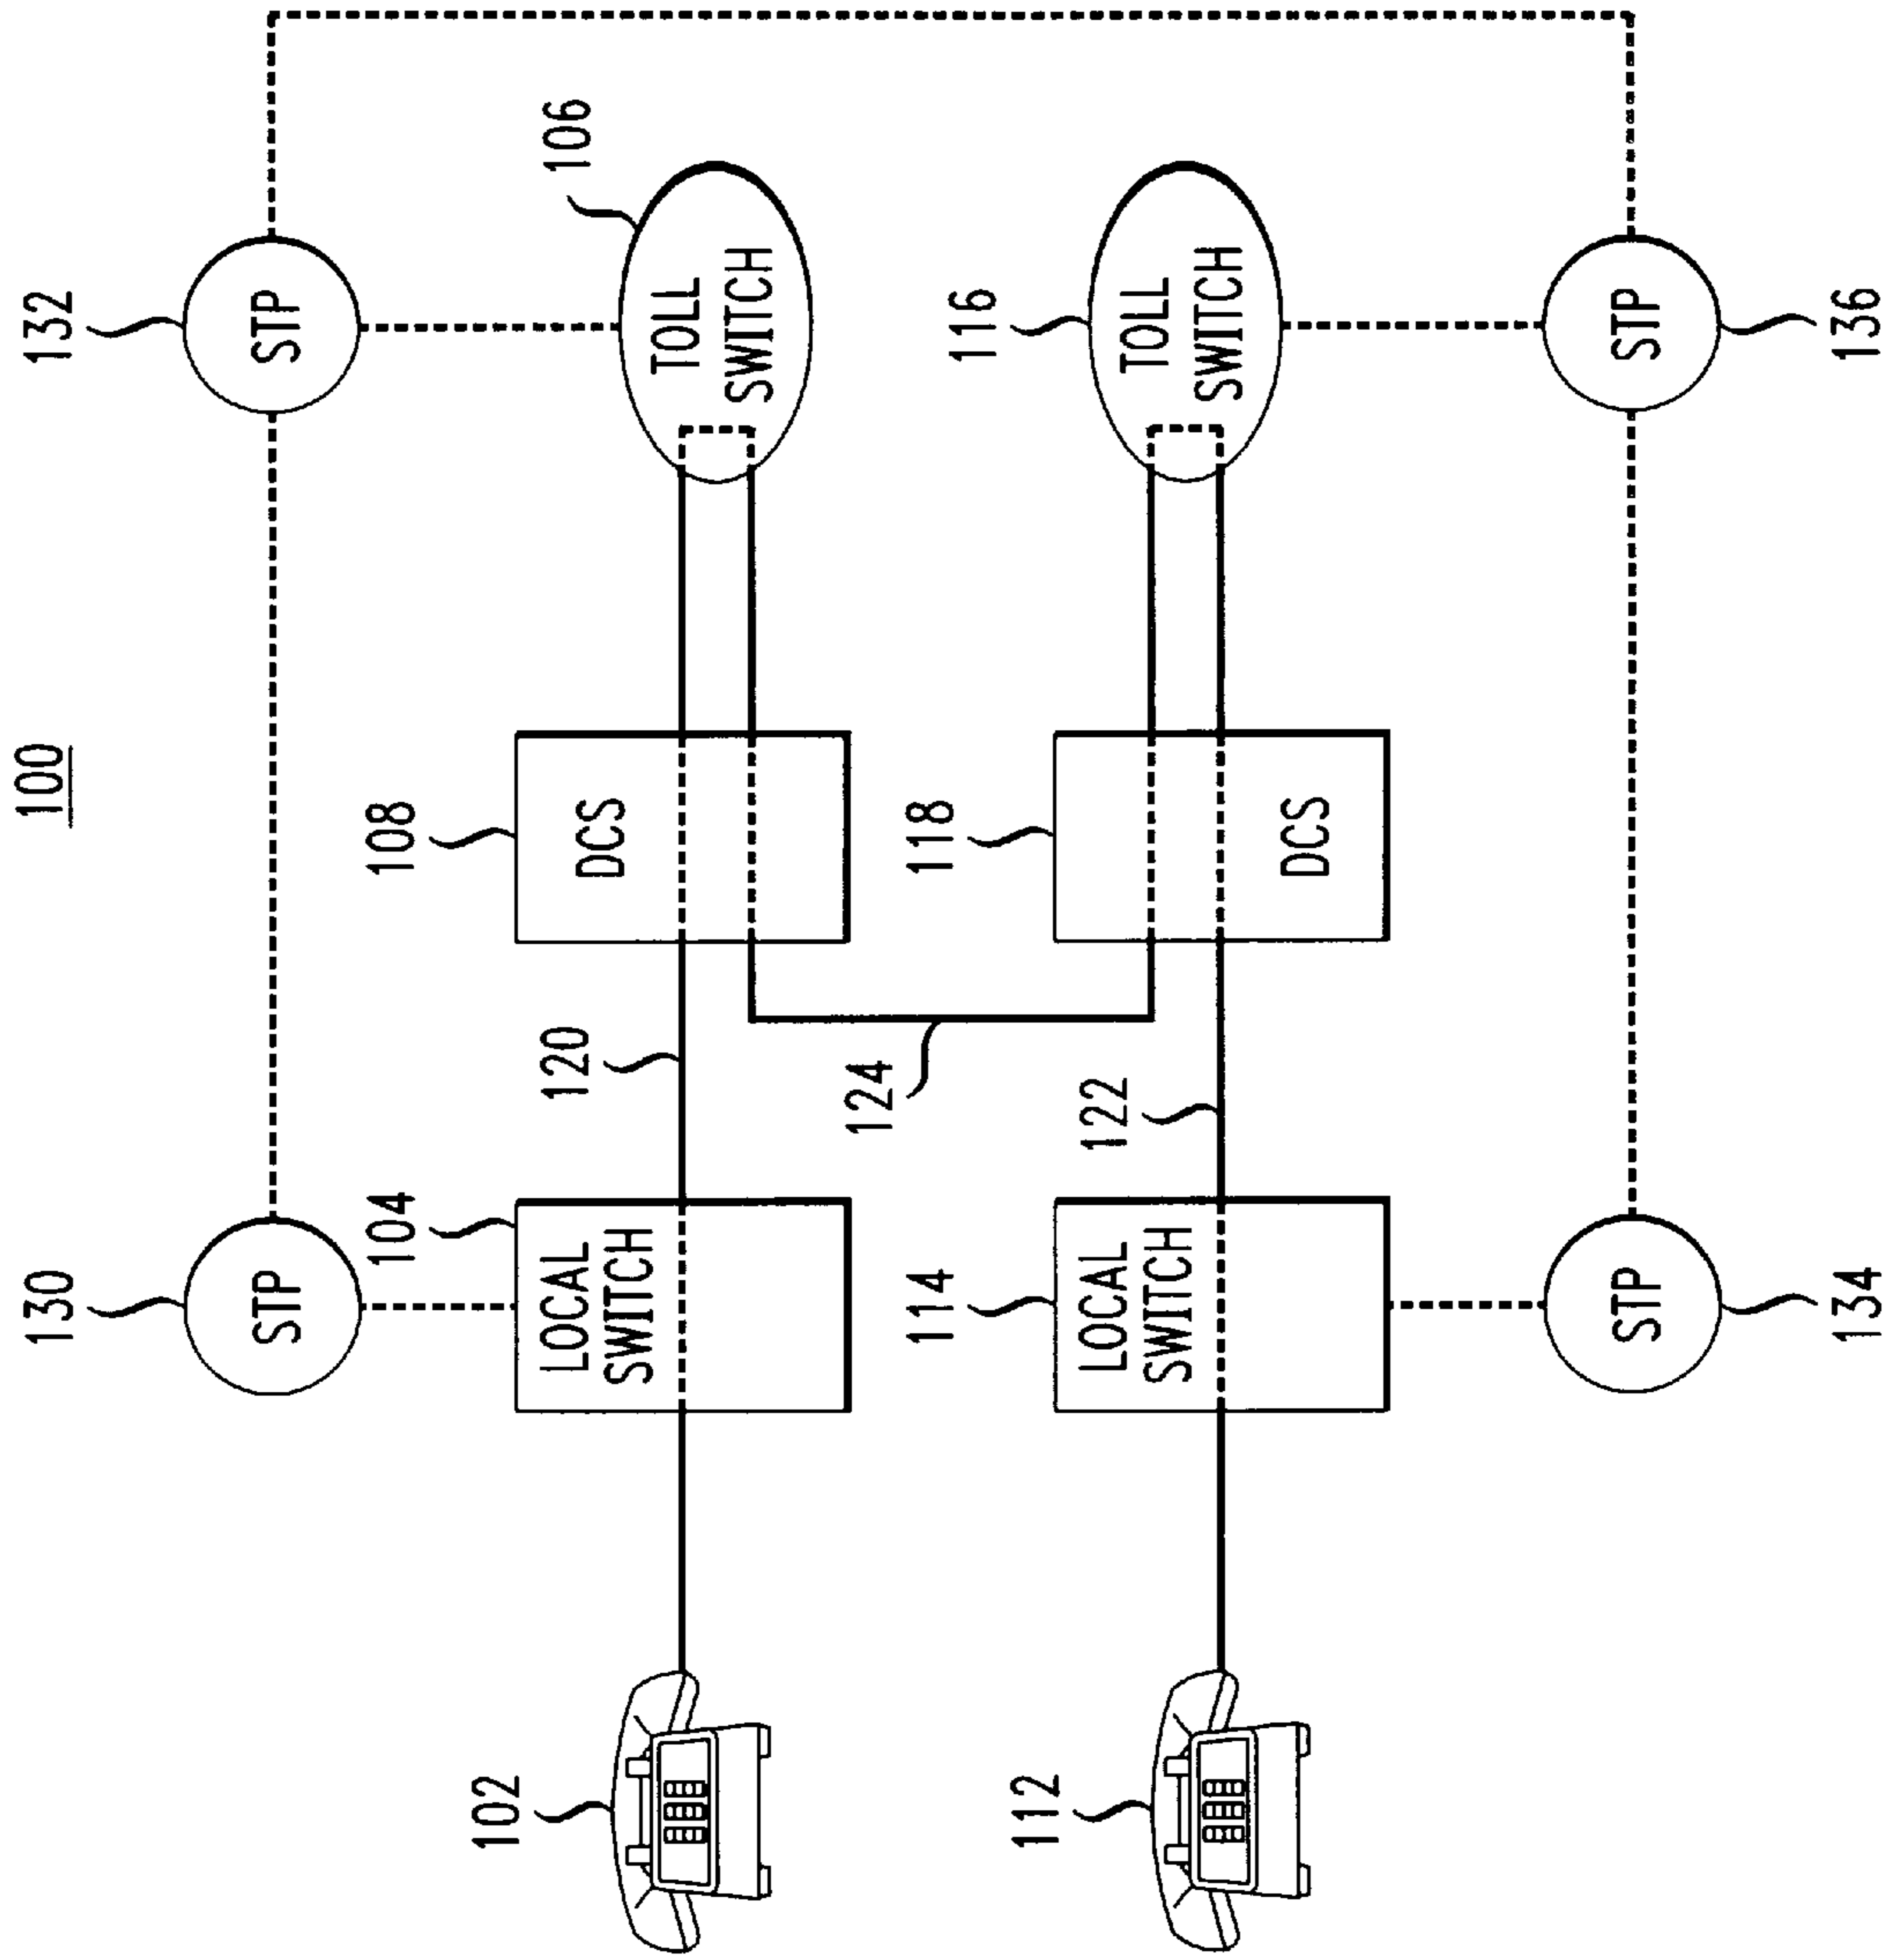 100
130
132
STP
STP
104
108
102
LOCAL
SWITCH
120
DCS
106
TOLL
SWITCH
124
114
118
116
112
LOCAL
SWITCH
122
DCS
TOLL
SWITCH
STP
STP
134
136